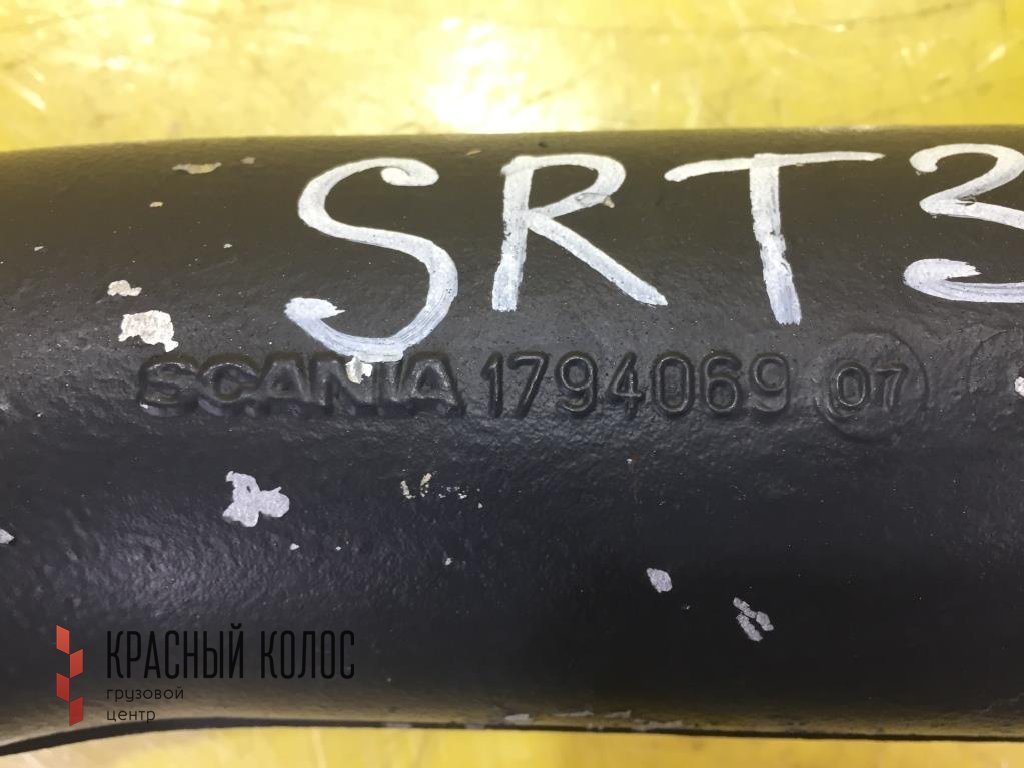 SRT3
SCANIA 1794069 07
КРАСНЫЙ КОЛОС
грузовой
центр